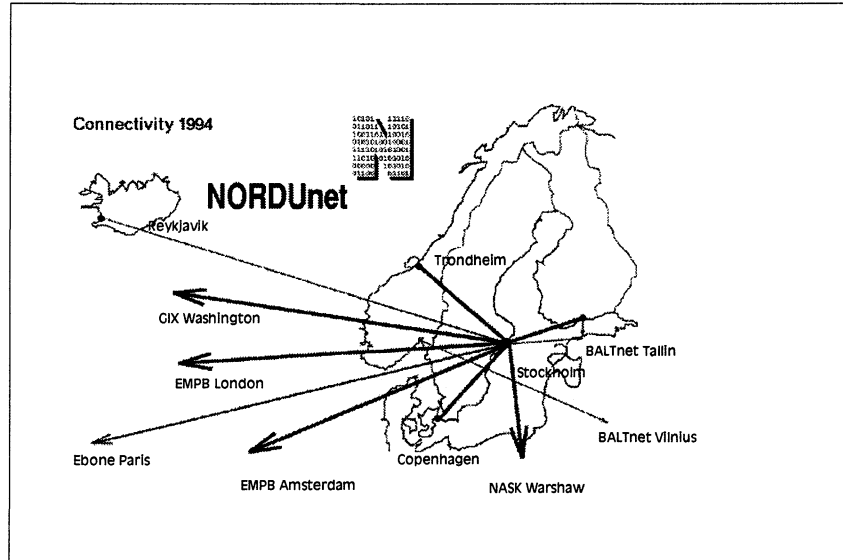 Connectivity 1994
NORDUnet
Reykjavik
Trondheim
GIX Washington
BALTnet Tallin
EMPB London
Stockholm
BALTnet Vilnius
Ebone Paris
Copenhagen
EMPB Amsterdam
NASK Warshaw